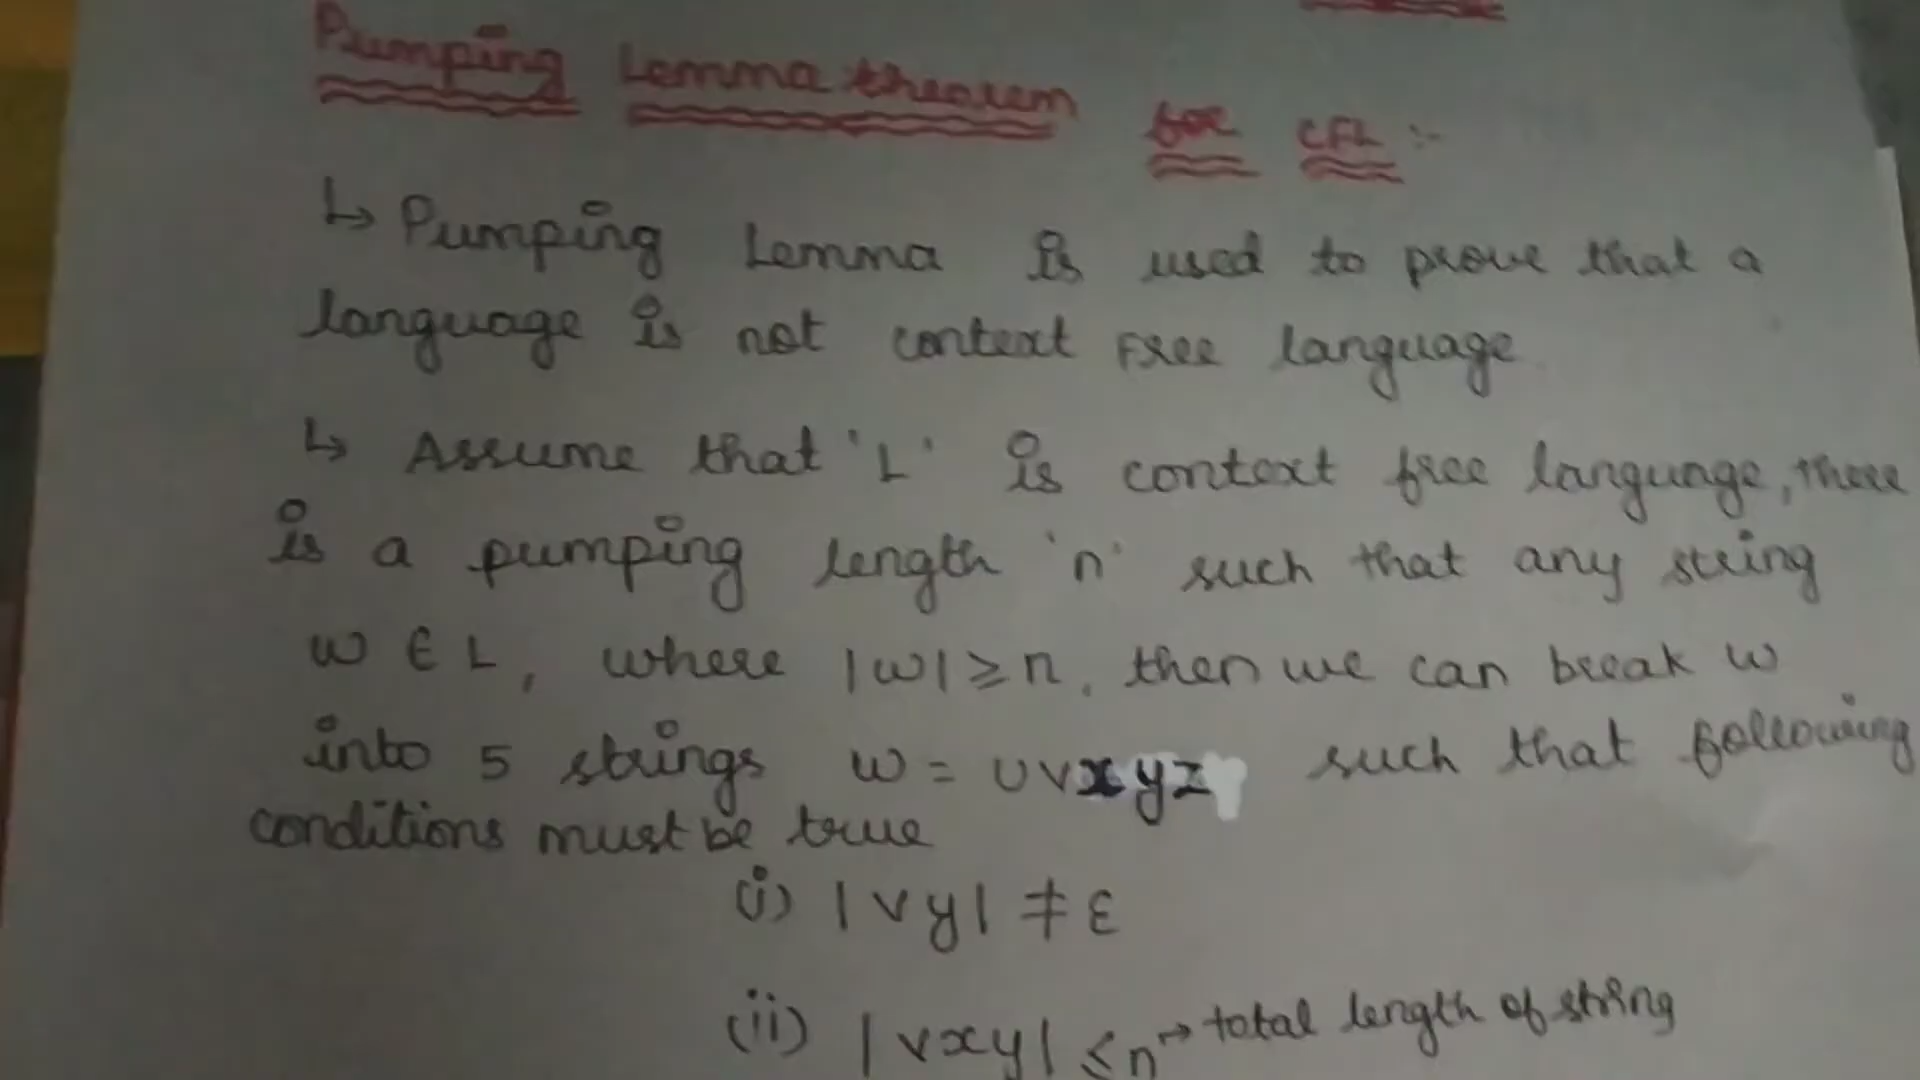 Pumping Lemma theorem for CFL :-
↳ Pumping Lemma is used to prove that a
language is not context Free language
↳ Assume that 'L' is context free language, there
is a pumping length 'n' such that any string
w ∈ L, where |w| ≥ n, then we can break w
into 5 strings w = uvxyz such that following
conditions must be true
(i) |vy| ≠ ε
(ii) |vxy| ≤ n → total length of string